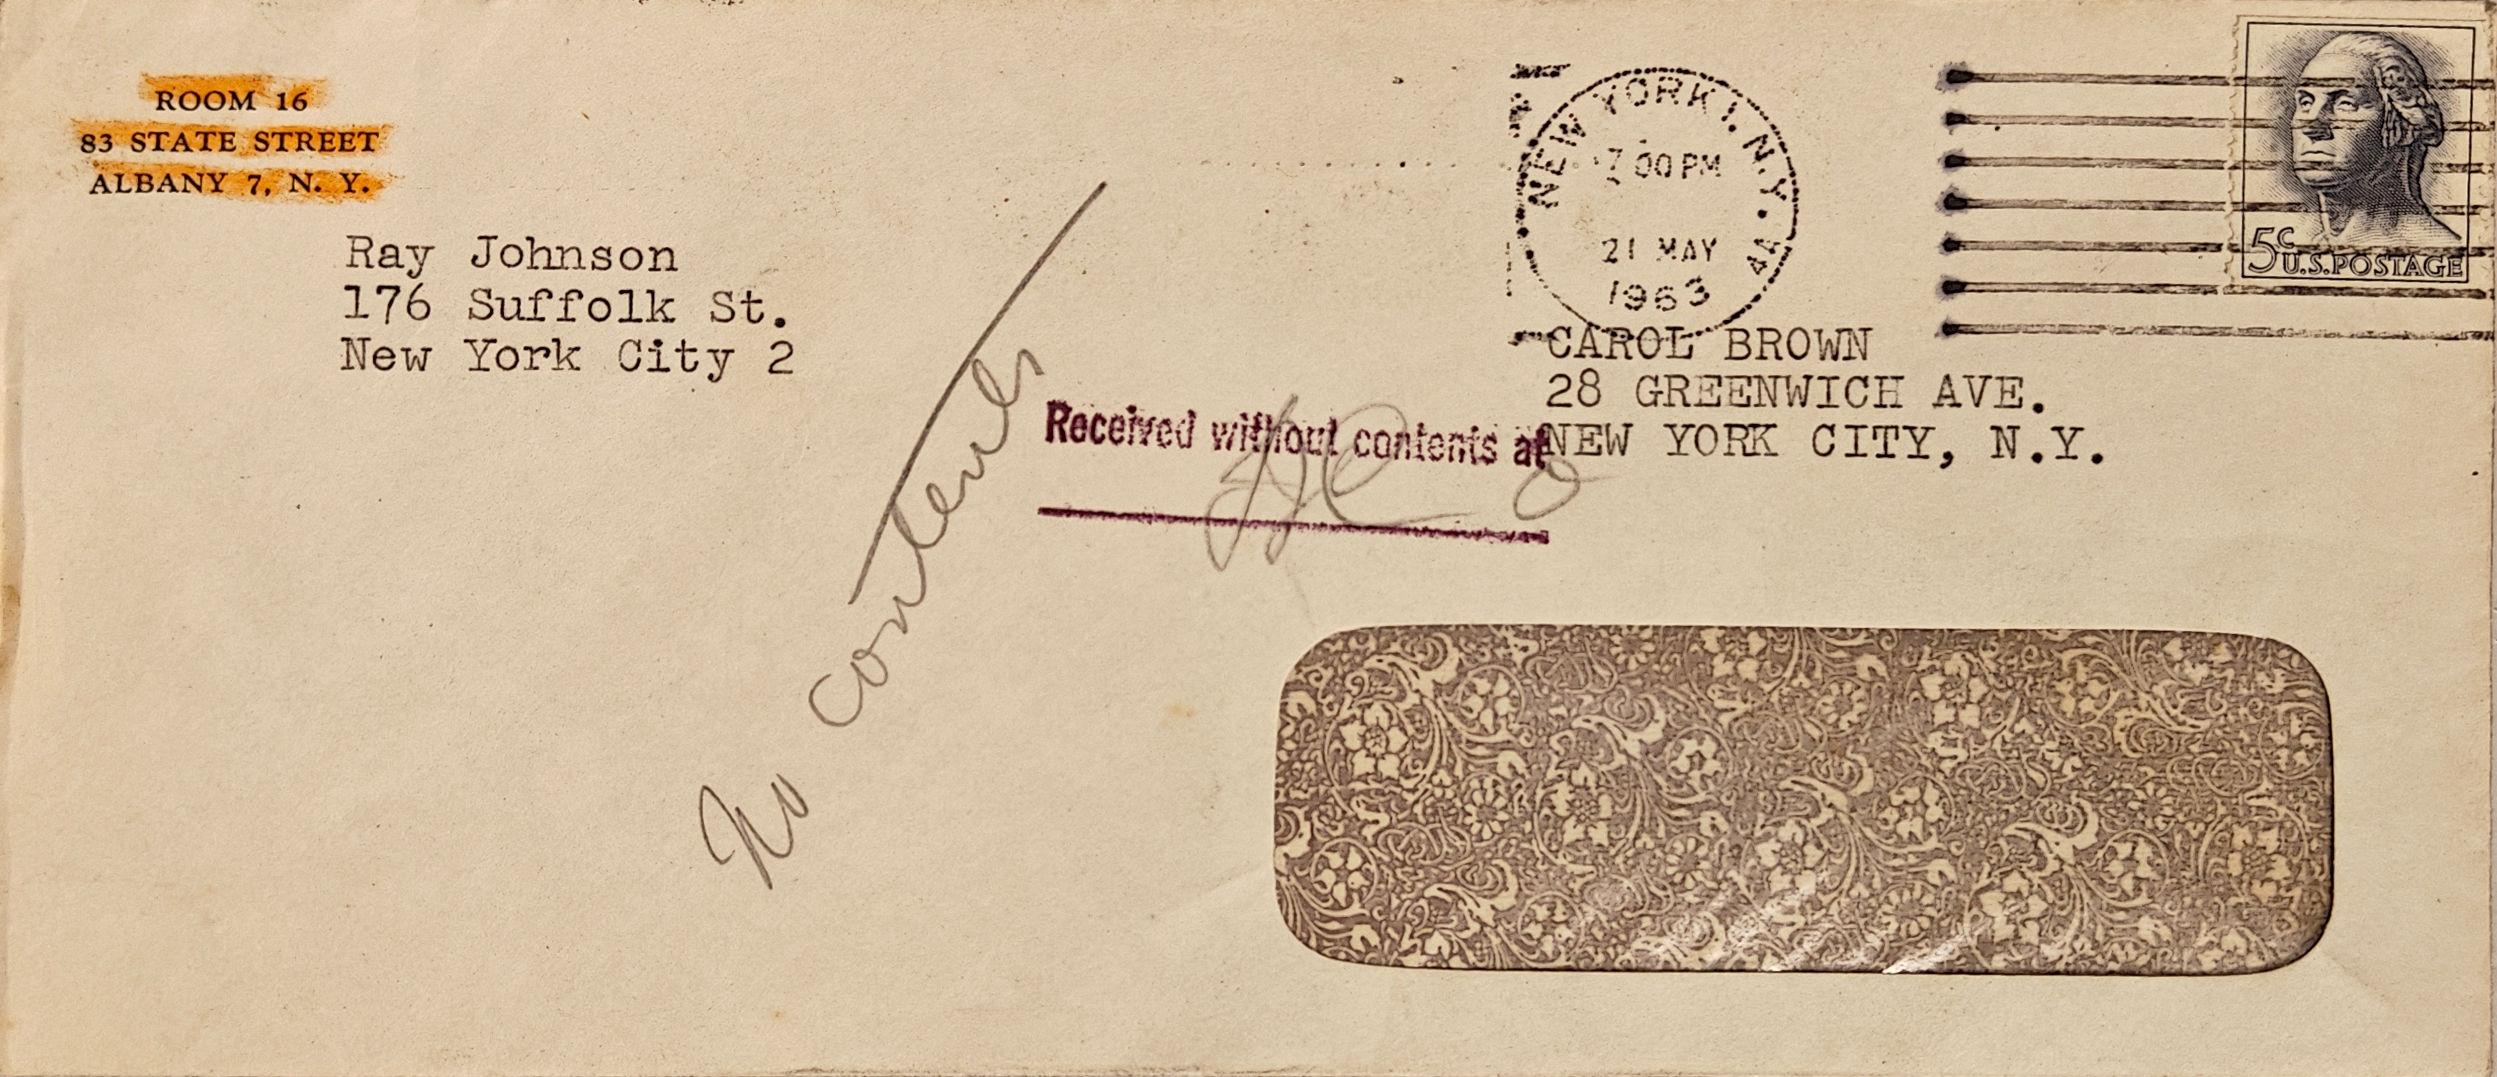 ROOM 16
83 STATE STREET
ALBANY 7, N. Y.
Ray Johnson
176 Suffolk St.
New York City 2
NEW YORK 1, N.Y.
7 00 PM
21 MAY
1963
5c
U.S. POSTAGE
CAROL BROWN
28 GREENWICH AVE.
NEW YORK CITY, N.Y.
Received without contents at
No contents